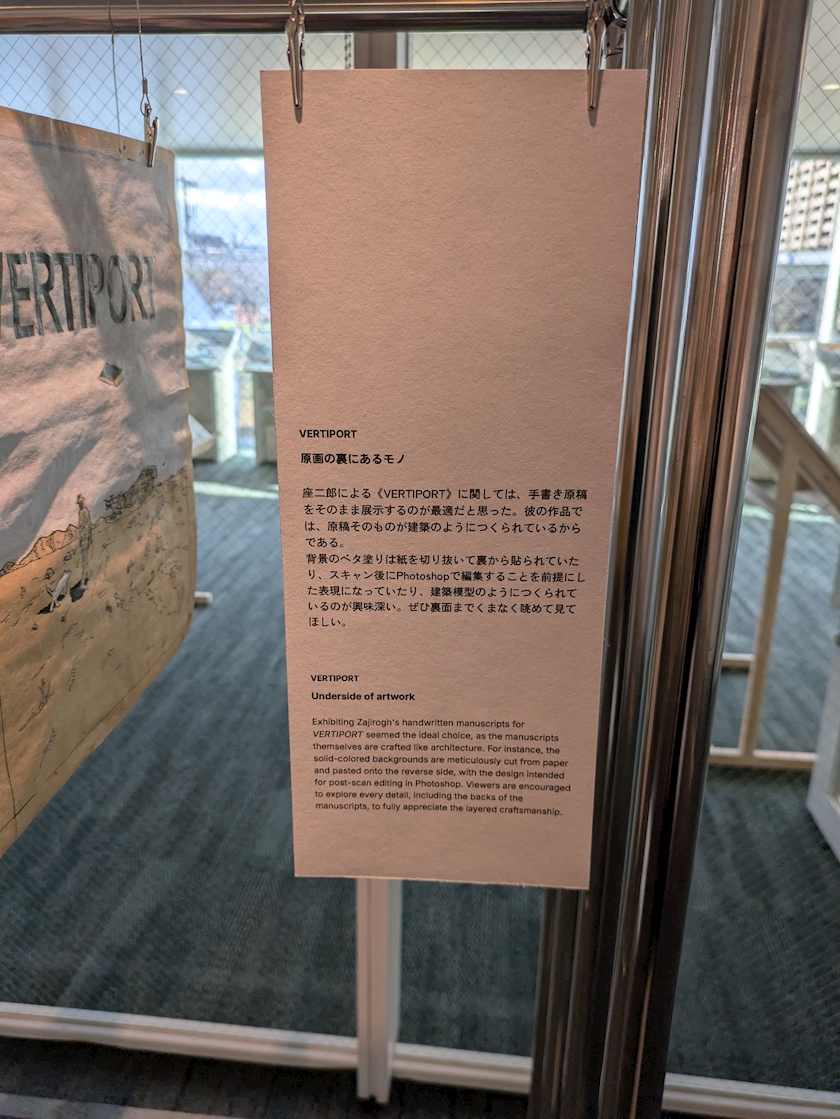 VERTIPORT
VERTIPORT
原画の裏にあるモノ
座二郎による《VERTIPORT》に関しては、手書き原稿
をそのまま展示するのが最適だと思った。彼の作品で
は、原稿そのものが建築のようにつくられているから
である。
背景のベタ塗りは紙を切り抜いて裏から貼られていた
り、スキャン後にPhotoshopで編集することを前提にし
た表現になっていたり、建築模型のようにつくられて
いるのが興味深い。ぜひ裏面までくまなく眺めて見て
ほしい。
VERTIPORT
Underside of artwork
Exhibiting Zajirogh's handwritten manuscripts for
VERTIPORT seemed the ideal choice, as the manuscripts
themselves are crafted like architecture. For instance, the
solid-colored backgrounds are meticulously cut from paper
and pasted onto the reverse side, with the design intended
for post-scan editing in Photoshop. Viewers are encouraged
to explore every detail, including the backs of the
manuscripts, to fully appreciate the layered craftsmanship.